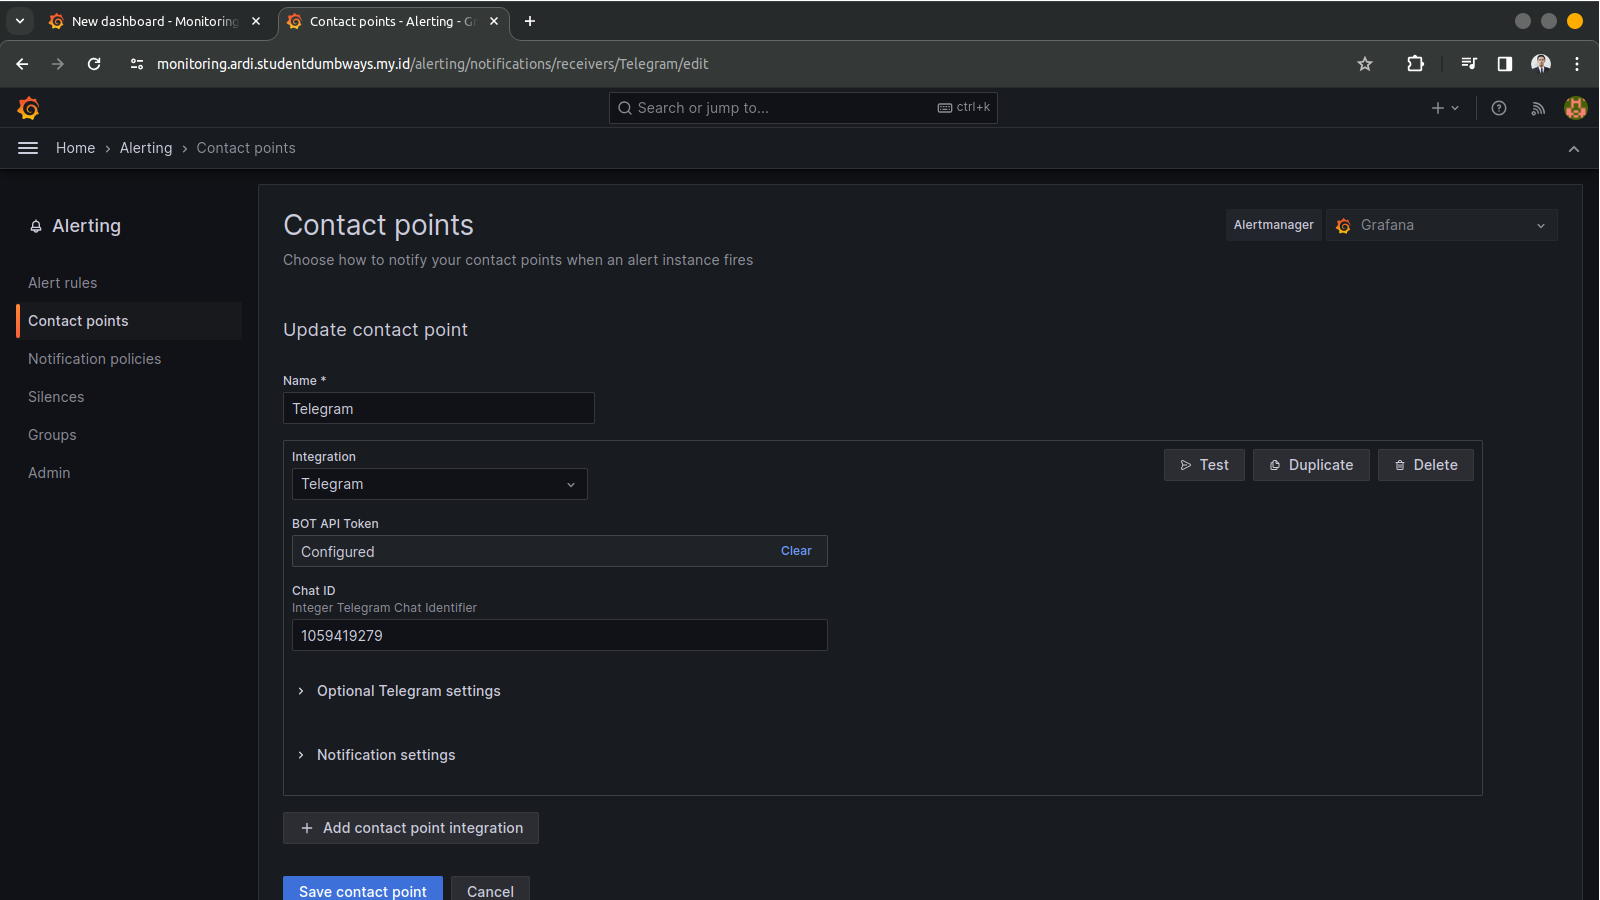 New dashboard - Monitoring
Contact points - Alerting - Gr
monitoring.ardi.studentdumbways.my.id/alerting/notifications/receivers/Telegram/edit
Search or jump to...
ctrl+k
Home › Alerting › Contact points
Alerting
Alert rules
Contact points
Notification policies
Silences
Groups
Admin
Contact points
Alertmanager
Grafana
Choose how to notify your contact points when an alert instance fires
Update contact point
Name *
Telegram
Integration
Telegram
Test
Duplicate
Delete
BOT API Token
Configured
Clear
Chat ID
Integer Telegram Chat Identifier
1059419279
Optional Telegram settings
Notification settings
Add contact point integration
Save contact point
Cancel